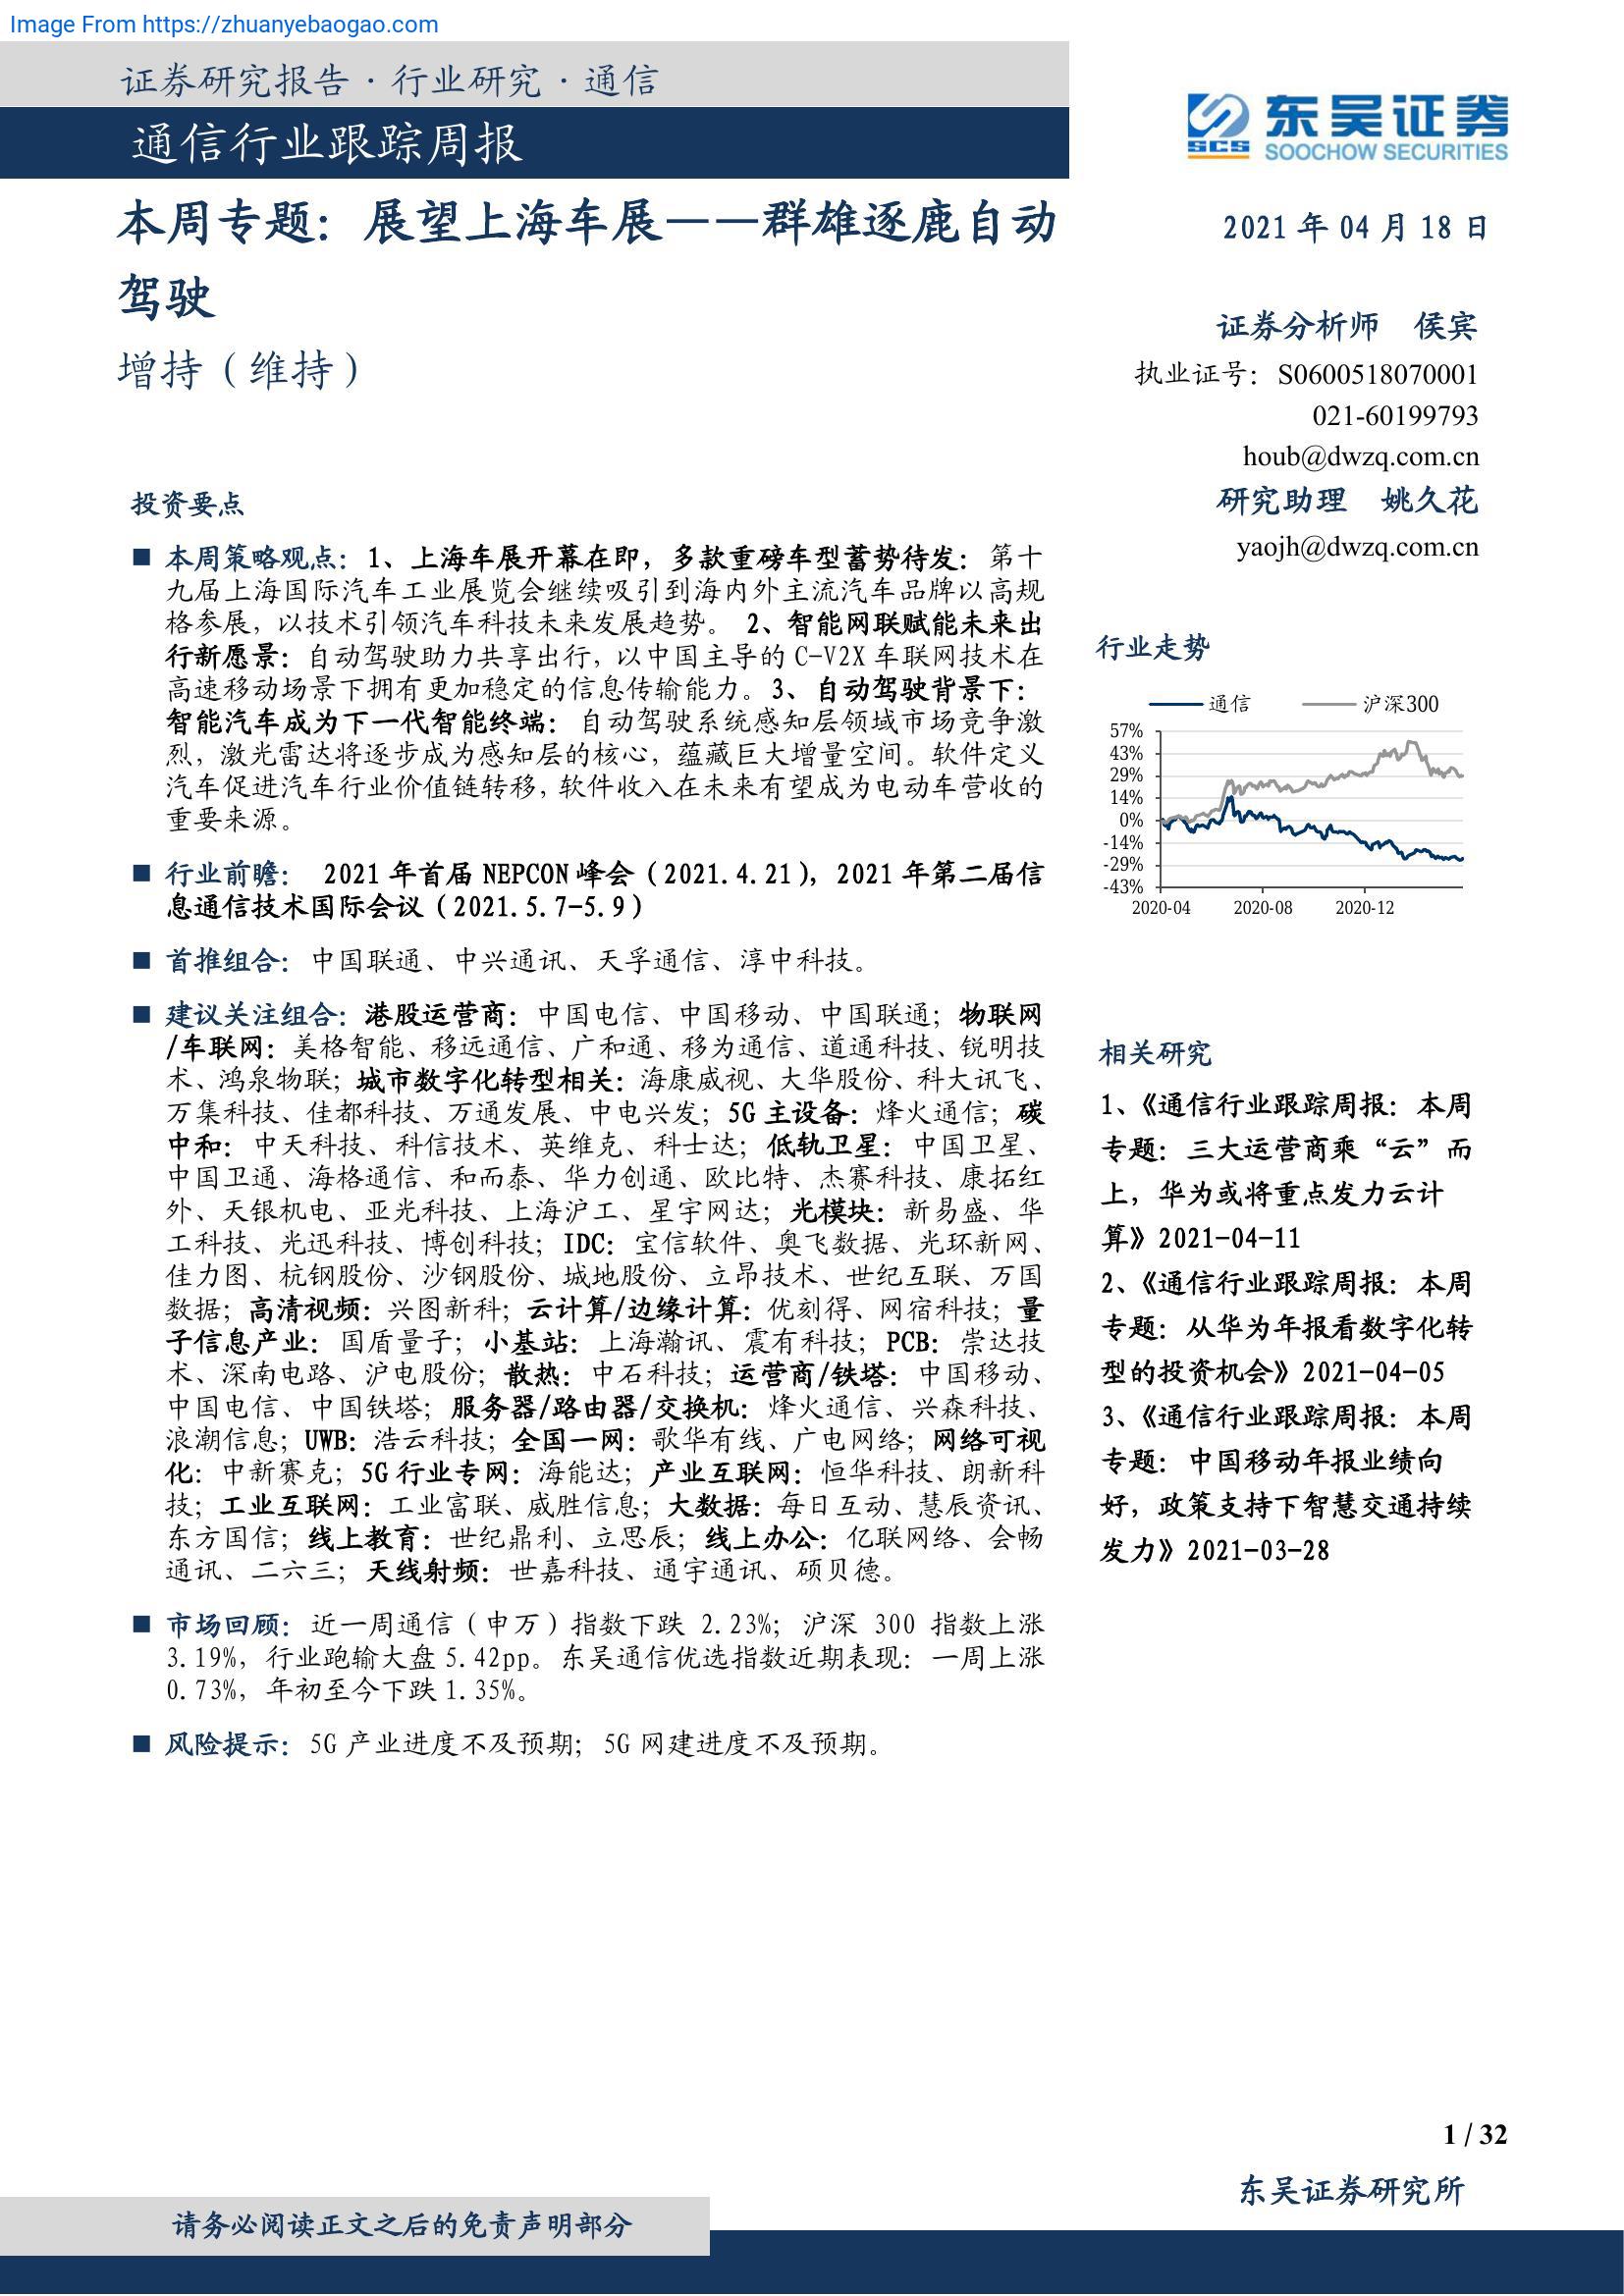 Image From https://zhuanyebaogao.com
证券研究报告·行业研究·通信
通信行业跟踪周报
本周专题：展望上海车展——群雄逐鹿自动
驾驶
增持（维持）
投资要点
■ 本周策略观点：1、上海车展开幕在即，多款重磅车型蓄势待发：第十
九届上海国际汽车工业展览会继续吸引到海内外主流汽车品牌以高规
格参展，以技术引领汽车科技未来发展趋势。2、智能网联赋能未来出
行新愿景：自动驾驶助力共享出行，以中国主导的 C-V2X 车联网技术在
高速移动场景下拥有更加稳定的信息传输能力。3、自动驾驶背景下：
智能汽车成为下一代智能终端：自动驾驶系统感知层领域市场竞争激
烈，激光雷达将逐步成为感知层的核心，蕴藏巨大增量空间。软件定义
汽车促进汽车行业价值链转移，软件收入在未来有望成为电动车营收的
重要来源。
■ 行业前瞻： 2021 年首届 NEPCON 峰会（2021.4.21），2021 年第二届信
息通信技术国际会议（2021.5.7-5.9）
■ 首推组合：中国联通、中兴通讯、天孚通信、淳中科技。
■ 建议关注组合：港股运营商：中国电信、中国移动、中国联通；物联网
/车联网：美格智能、移远通信、广和通、移为通信、道通科技、锐明技
术、鸿泉物联；城市数字化转型相关：海康威视、大华股份、科大讯飞、
万集科技、佳都科技、万通发展、中电兴发；5G 主设备：烽火通信；碳
中和：中天科技、科信技术、英维克、科士达；低轨卫星：中国卫星、
中国卫通、海格通信、和而泰、华力创通、欧比特、杰赛科技、康拓红
外、天银机电、亚光科技、上海沪工、星宇网达；光模块：新易盛、华
工科技、光迅科技、博创科技；IDC：宝信软件、奥飞数据、光环新网、
佳力图、杭钢股份、沙钢股份、城地股份、立昂技术、世纪互联、万国
数据；高清视频：兴图新科；云计算/边缘计算：优刻得、网宿科技；量
子信息产业：国盾量子；小基站：上海瀚讯、震有科技；PCB：崇达技
术、深南电路、沪电股份；散热：中石科技；运营商/铁塔：中国移动、
中国电信、中国铁塔；服务器/路由器/交换机：烽火通信、兴森科技、
浪潮信息；UWB：浩云科技；全国一网：歌华有线、广电网络；网络可视
化：中新赛克；5G 行业专网：海能达；产业互联网：恒华科技、朗新科
技；工业互联网：工业富联、威胜信息；大数据：每日互动、慧辰资讯、
东方国信；线上教育：世纪鼎利、立思辰；线上办公：亿联网络、会畅
通讯、二六三；天线射频：世嘉科技、通宇通讯、硕贝德。
■ 市场回顾：近一周通信（申万）指数下跌 2.23%；沪深 300 指数上涨
3.19%，行业跑输大盘 5.42pp。东吴通信优选指数近期表现：一周上涨
0.73%，年初至今下跌 1.35%。
■ 风险提示：5G 产业进度不及预期；5G 网建进度不及预期。
SCS 东吴证券
SOOCHOW SECURITIES
2021 年 04 月 18 日
证券分析师 侯宾
执业证号：S0600518070001
021-60199793
houb@dwzq.com.cn
研究助理 姚久花
yaojh@dwzq.com.cn
行业走势
通信 沪深300
57%
43%
29%
14%
0%
-14%
-29%
-43%
2020-04 2020-08 2020-12
相关研究
1、《通信行业跟踪周报：本周
专题：三大运营商乘“云”而
上，华为或将重点发力云计
算》2021-04-11
2、《通信行业跟踪周报：本周
专题：从华为年报看数字化转
型的投资机会》2021-04-05
3、《通信行业跟踪周报：本周
专题：中国移动年报业绩向
好，政策支持下智慧交通持续
发力》2021-03-28
1 / 32
东吴证券研究所
请务必阅读正文之后的免责声明部分